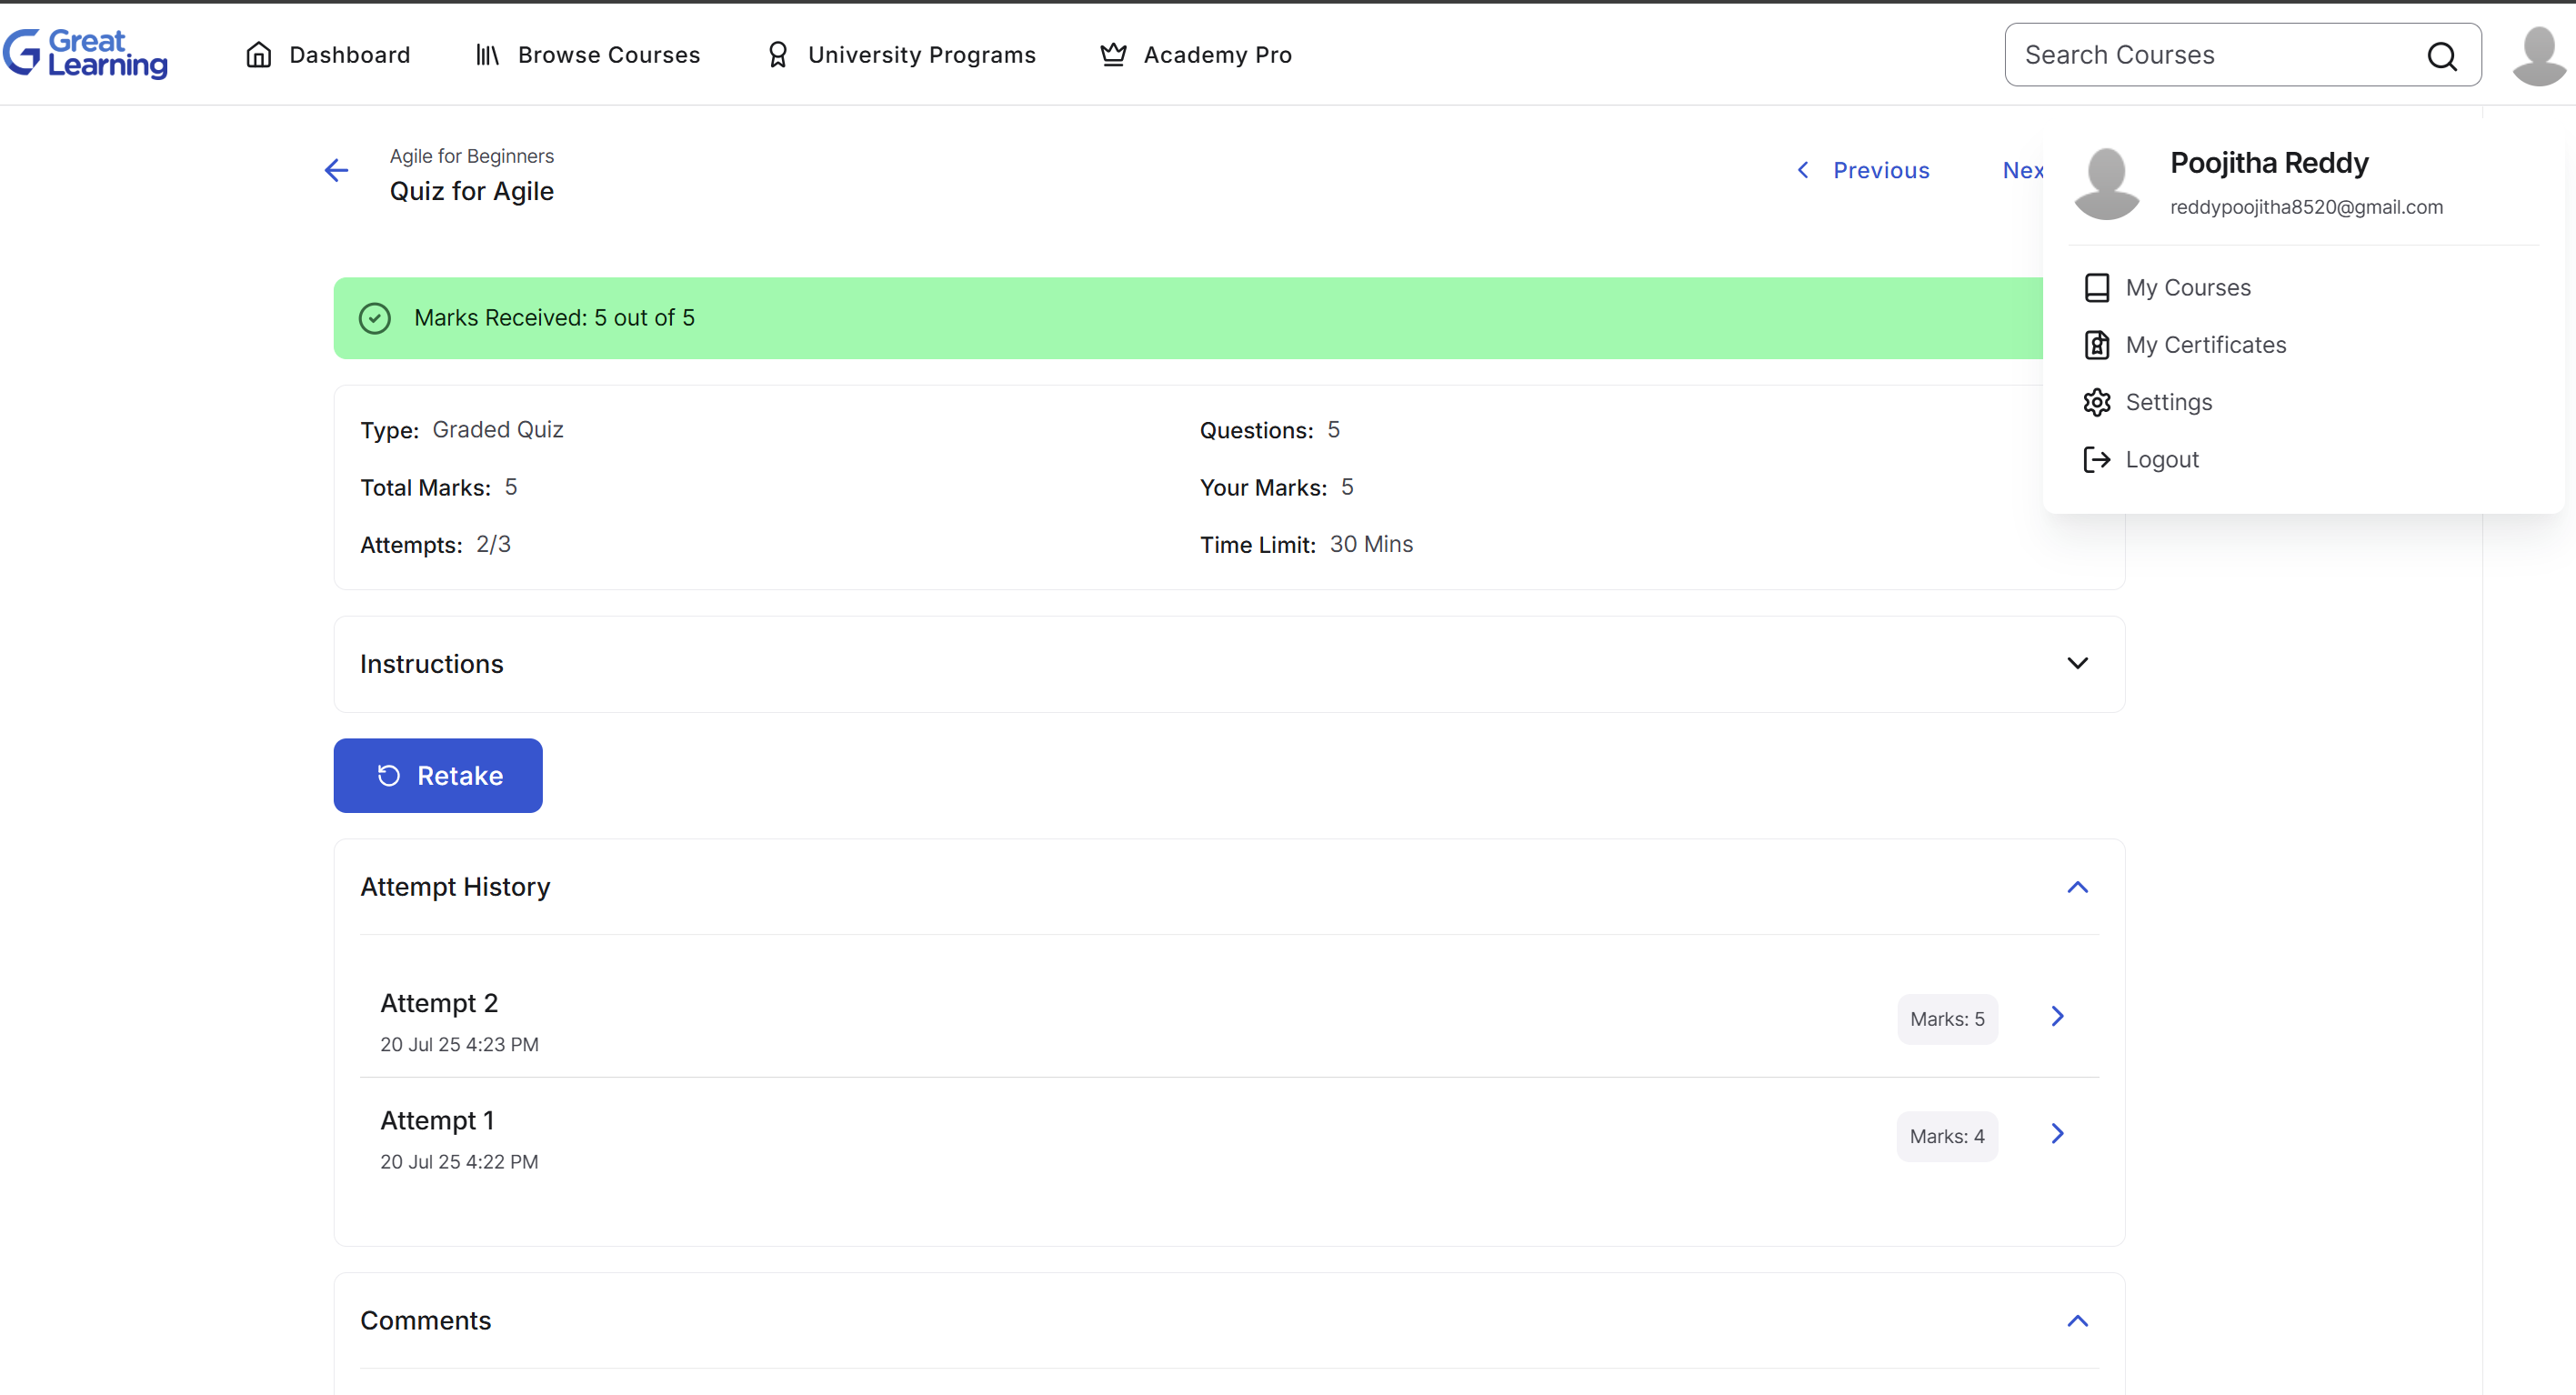 Great Learning
Dashboard
Browse Courses
University Programs
Academy Pro
Search Courses
Agile for Beginners
Quiz for Agile
Previous
Nex
Poojitha Reddy
reddypoojitha8520@gmail.com
My Courses
My Certificates
Settings
Logout
Marks Received: 5 out of 5
Type: Graded Quiz
Questions: 5
Total Marks: 5
Your Marks: 5
Attempts: 2/3
Time Limit: 30 Mins
Instructions
Retake
Attempt History
Attempt 2
20 Jul 25 4:23 PM
Marks: 5
Attempt 1
20 Jul 25 4:22 PM
Marks: 4
Comments